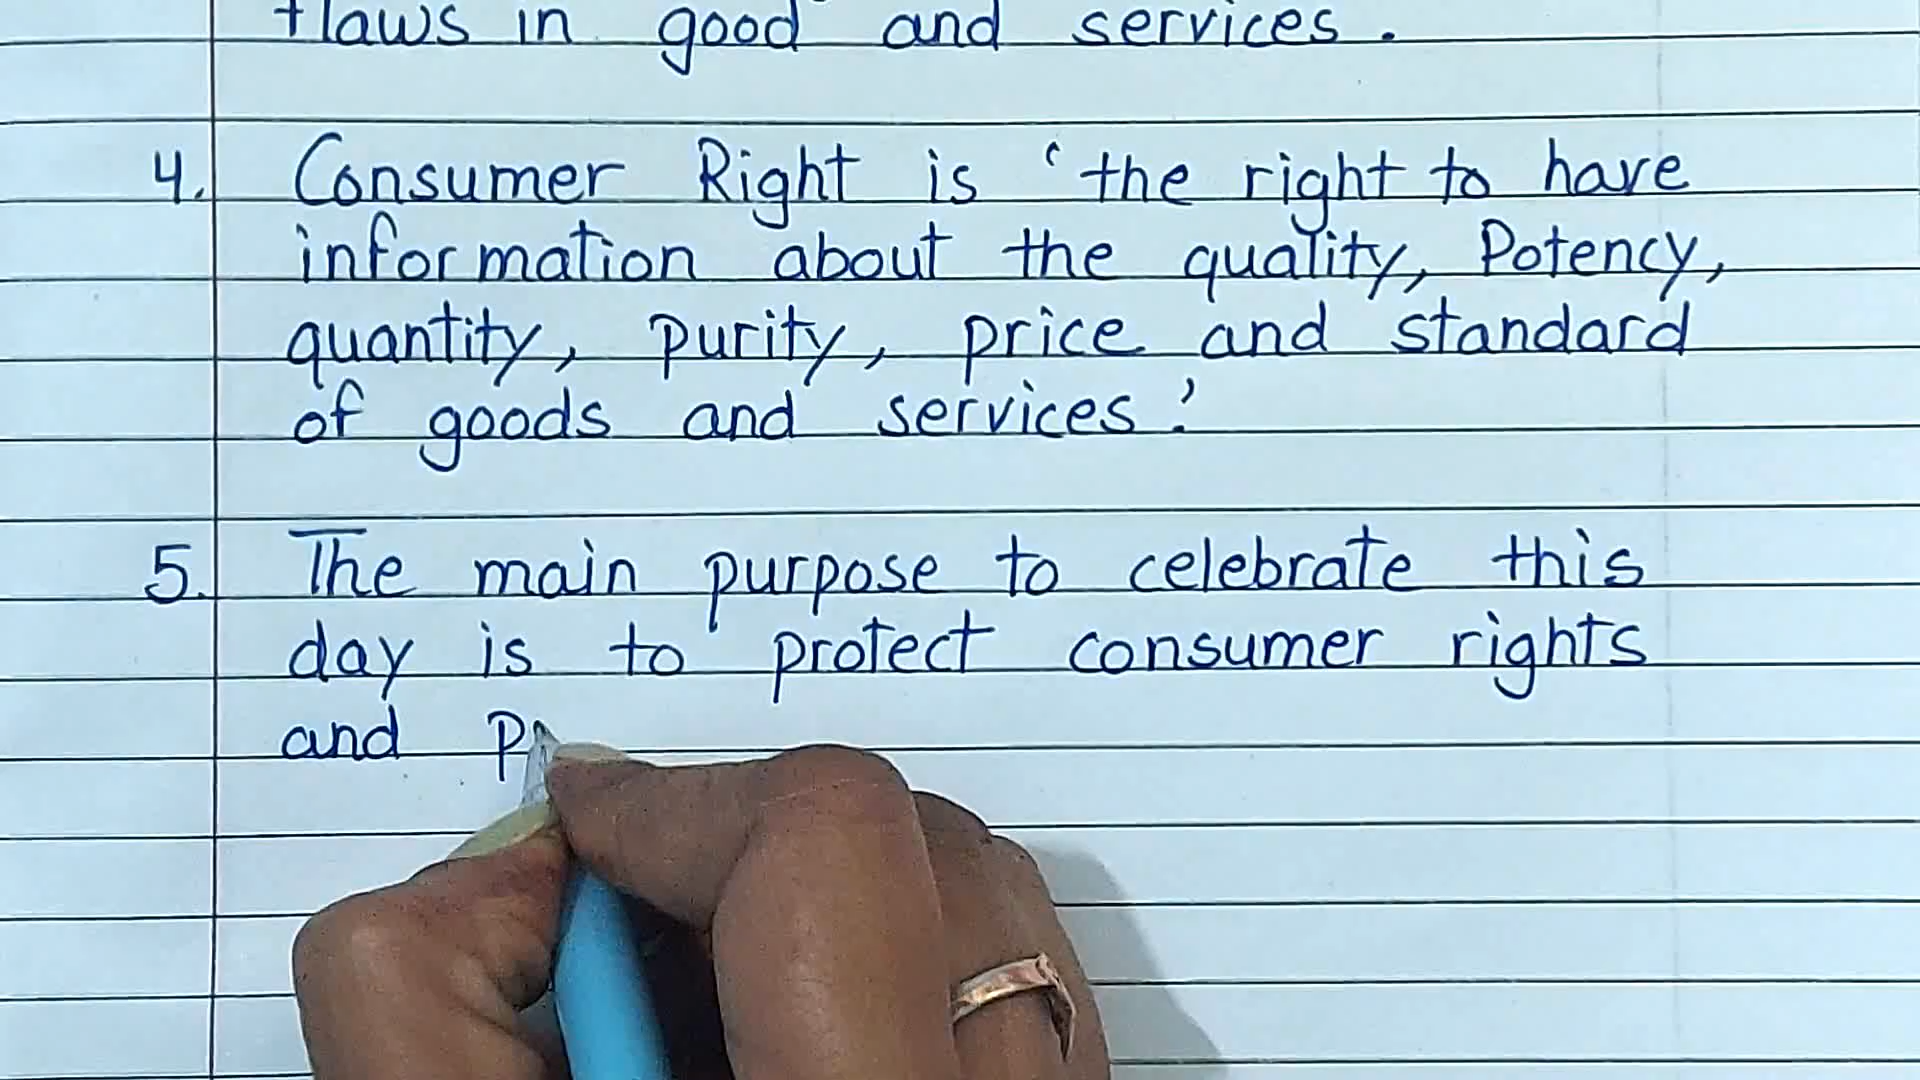 flaws in good and services.
4. Consumer Right is ‘the right to have
information about the quality, Potency,
quantity, purity, price and standard
of goods and services.’
5. The main purpose to celebrate this
day is to protect consumer rights
and